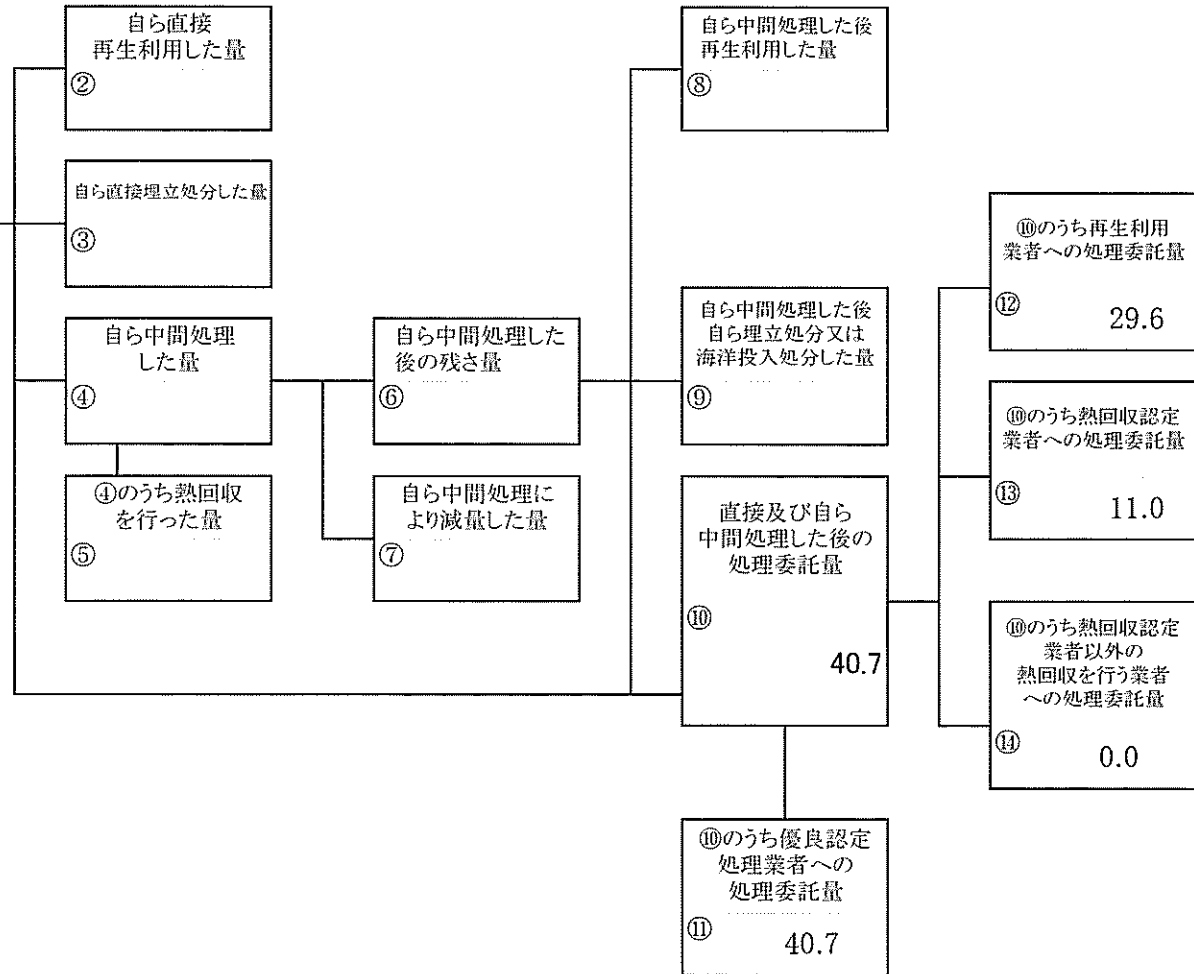 自ら直接
再生利用した量
②
自ら直接埋立処分した量
③
自ら中間処理
した量
④
④のうち熱回収
を行った量
⑤
自ら中間処理した
後の残さ量
⑥
自ら中間処理に
より減量した量
⑦
自ら中間処理した後
再生利用した量
⑧
自ら中間処理した後
自ら埋立処分又は
海洋投入処分した量
⑨
直接及び自ら
中間処理した後の
処理委託量
⑩
40.7
⑩のうち優良認定
処理業者への
処理委託量
⑪
40.7
⑩のうち再生利用
業者への処理委託量
⑫
29.6
⑩のうち熱回収認定
業者への処理委託量
⑬
11.0
⑩のうち熱回収認定
業者以外の
熱回収を行う業者
への処理委託量
⑭
0.0